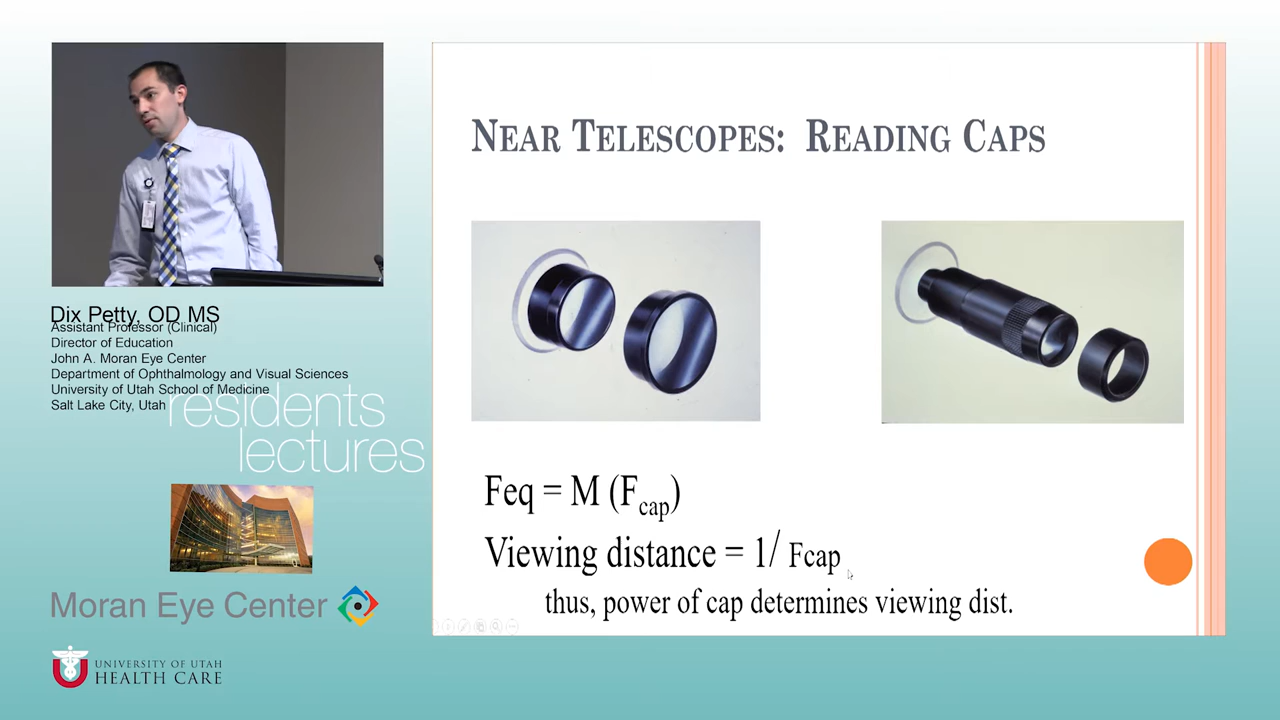 NEAR TELESCOPES: READING CAPS
Feq = M (Fcap)
Viewing distance = 1/ Fcap
thus, power of cap determines viewing dist.
Dix Petty, OD MS
Assistant Professor (Clinical)
Director of Education
John A. Moran Eye Center
Department of Ophthalmology and Visual Sciences
University of Utah School of Medicine
Salt Lake City, Utah
residents
lectures
Moran Eye Center
UNIVERSITY OF UTAH
HEALTH CARE